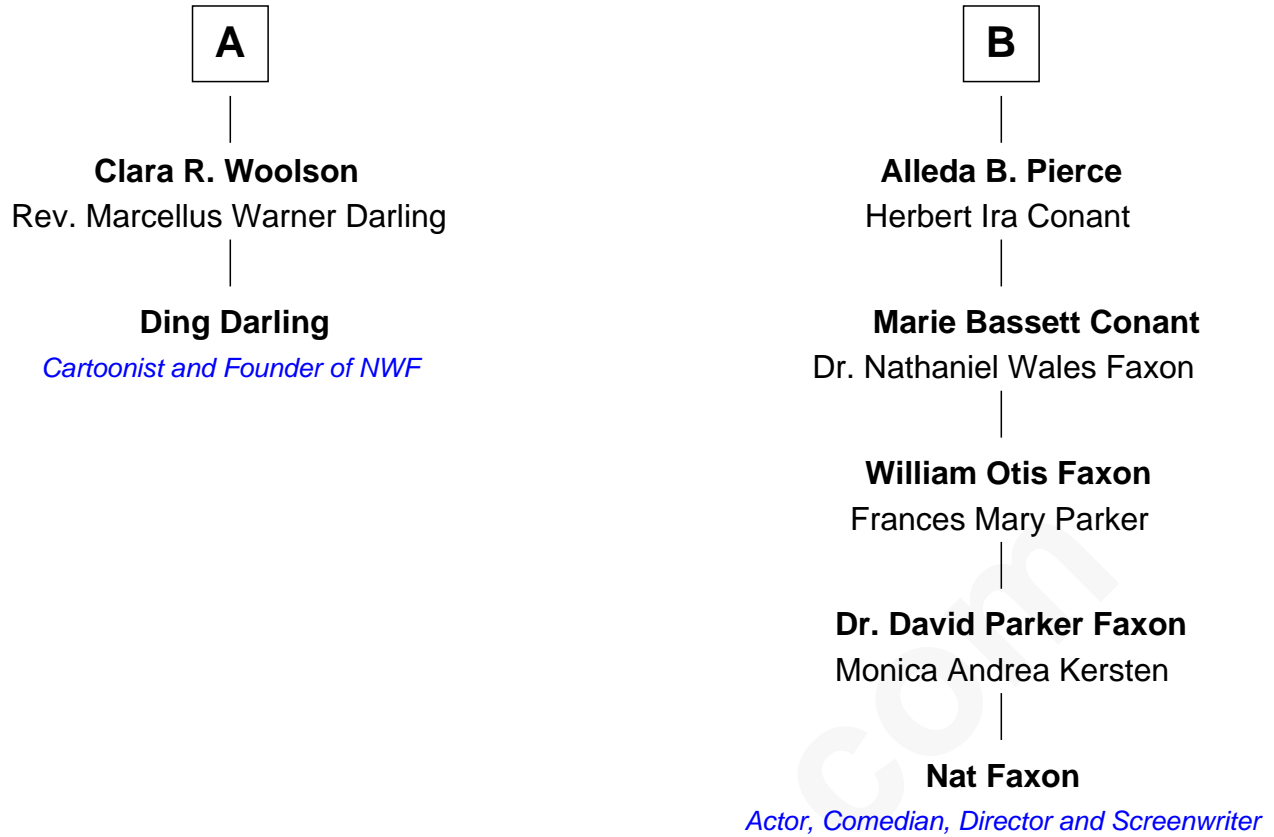 A
Clara R. Woolson
Rev. Marcellus Warner Darling
Ding Darling
Cartoonist and Founder of NWF
B
Alleda B. Pierce
Herbert Ira Conant
Marie Bassett Conant
Dr. Nathaniel Wales Faxon
William Otis Faxon
Frances Mary Parker
Dr. David Parker Faxon
Monica Andrea Kersten
Nat Faxon
Actor, Comedian, Director and Screenwriter
com